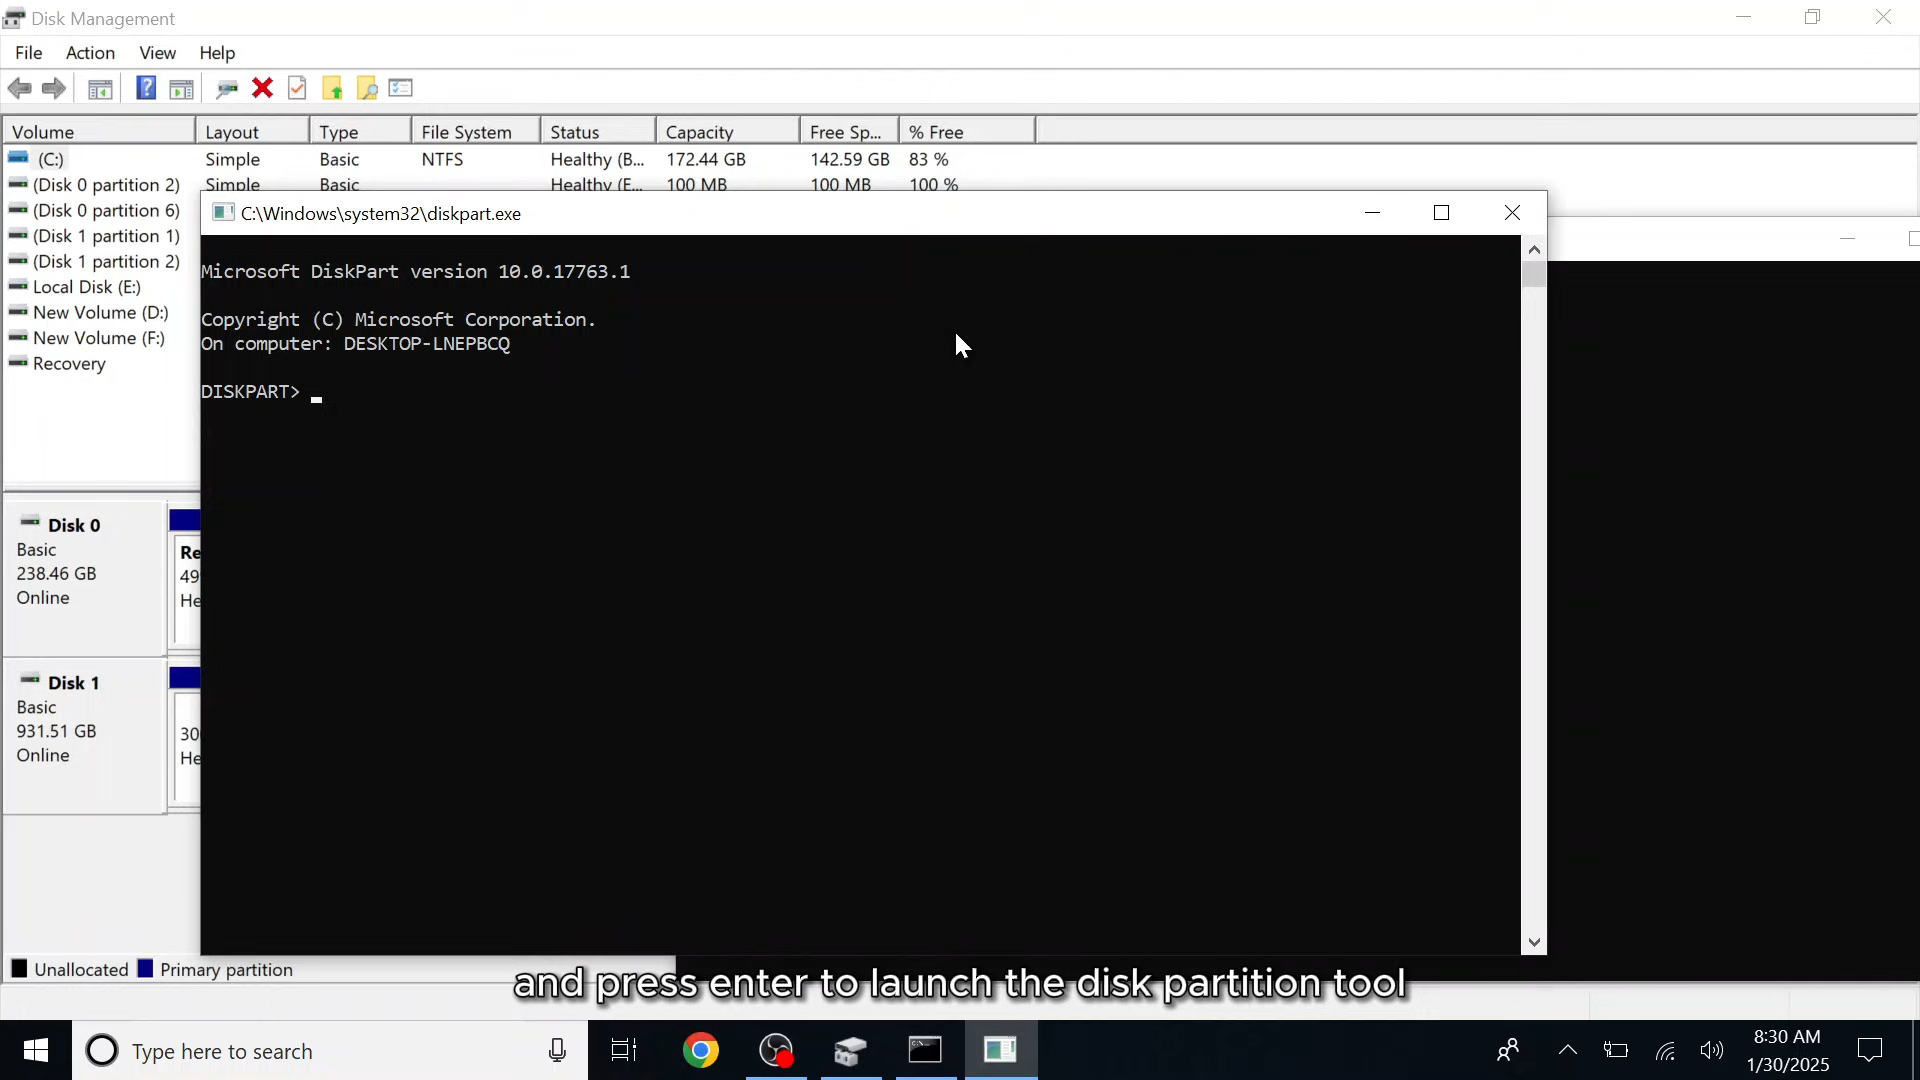 Disk Management
File Action View Help
Volume Layout Type File System Status Capacity Free Sp... % Free
(C:) Simple Basic NTFS Healthy (B... 172.44 GB 142.59 GB 83 %
(Disk 0 partition 2) Simple Basic Healthy (E... 100 MB 100 MB 100 %
(Disk 0 partition 6)
(Disk 1 partition 1)
(Disk 1 partition 2)
Local Disk (E:)
New Volume (D:)
New Volume (F:)
Recovery
C:\Windows\system32\diskpart.exe
Microsoft DiskPart version 10.0.17763.1
Copyright (C) Microsoft Corporation.
On computer: DESKTOP-LNEPBCQ
DISKPART>
Disk 0
Basic
238.46 GB
Online
Re
49
He
Disk 1
Basic
931.51 GB
Online
30
He
Unallocated Primary partition
and press enter to launch the disk partition tool
Type here to search
8:30 AM
1/30/2025